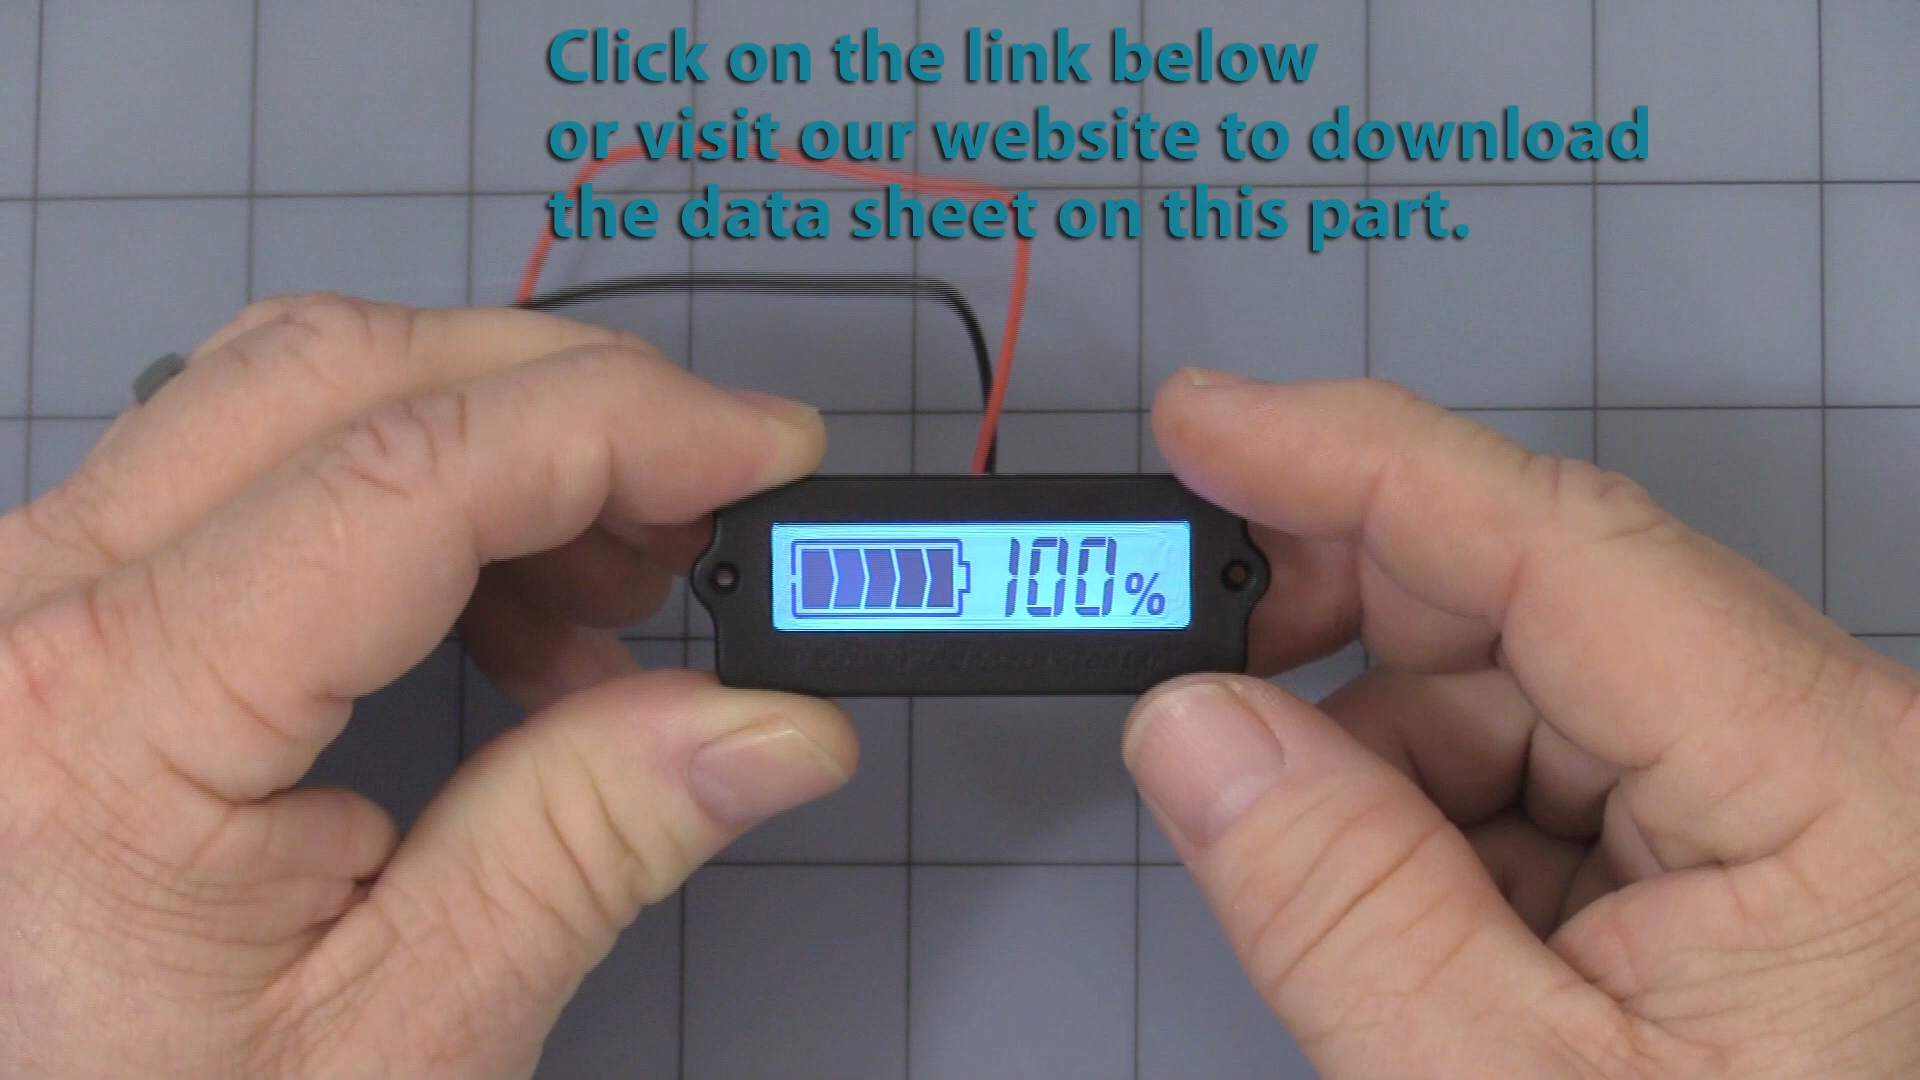 Click on the link below
or visit our website to download
the data sheet on this part.
100%